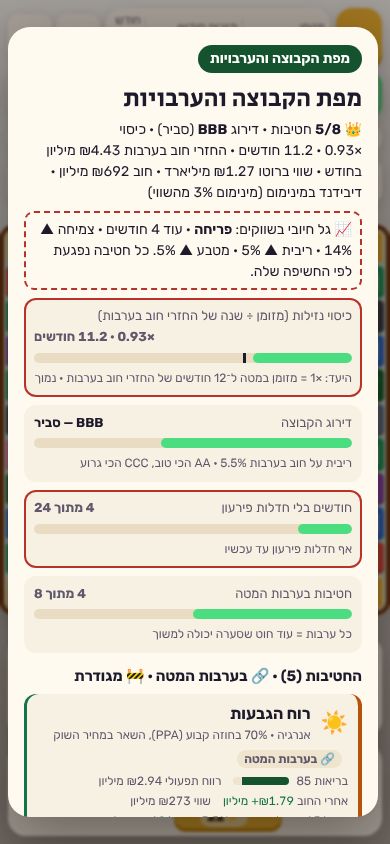 מפת הקבוצה והערבויות
מפת הקבוצה והערבויות
👑 5/8 חטיבות · דירוג BBB (סביר) · כיסוי
0.93× · 11.2 חודשים · החזרי חוב בערבות ₪4.43 מיליון
בחודש · שווי ברוטו ₪1.27 מיליארד · חוב ₪692 מיליון ·
דיבידנד במינימום (מינימום 3% מהשווי)
📈 גל חיובי בשווקים: פריחה · עוד 4 חודשים · צמיחה ▲
14% · ריבית ▲ 5% · מטבע ▲ 5%. כל חטיבה נפגעת
לפי החשיפה שלה.
כיסוי נזילות (מזומן ÷ שנה של החזרי חוב בערבות)
0.93× · 11.2 חודשים
היעד: 1× = מזומן במטה ל־12 חודשים של החזרי חוב בערבות · נמוך
דירוג הקבוצה
BBB — סביר
ריבית על חוב בערבות 5.5% · AA הכי טוב, CCC הכי גרוע
חודשים בלי חדלות פירעון
4 מתוך 24
אף חדלות פירעון עד עכשיו
חטיבות בערבות המטה
4 מתוך 8
כל ערבות = עוד חוט שסערה יכולה למשוך
החטיבות (5) · 🔗 בערבות המטה · 🚧 מגודרת
☀️ רוח הגבעות
אנרגיה · 70% בחוזה קבוע (PPA), השאר במחיר השוק
🔗 בערבות המטה
בריאות 85 רווח תפעולי ₪2.94 מיליון
אחרי החוב ₪1.79+ מיליון שווי ₪273 מיליון